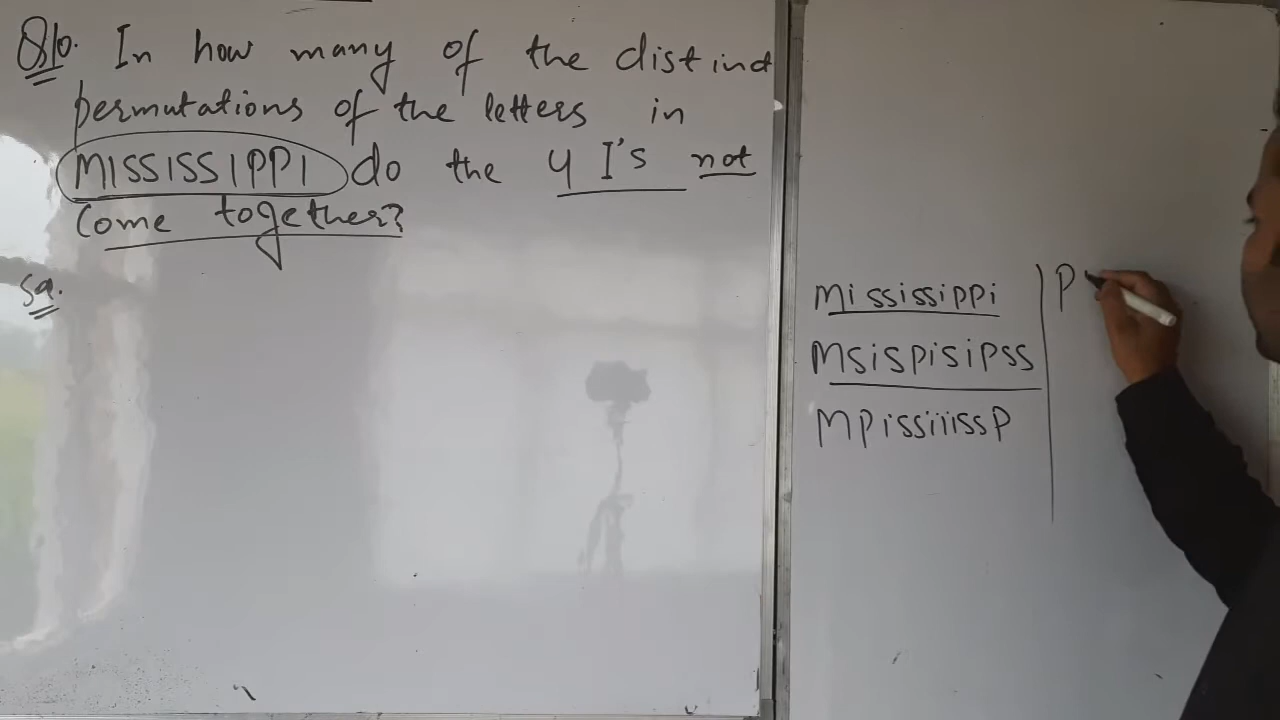 Q10. In how many of the distinct
permutations of the letters in
MISSISSIPPI do the 4 I's not
Come together?
Sol.
Mississippi
Msispisipss
MPissiiissP
P